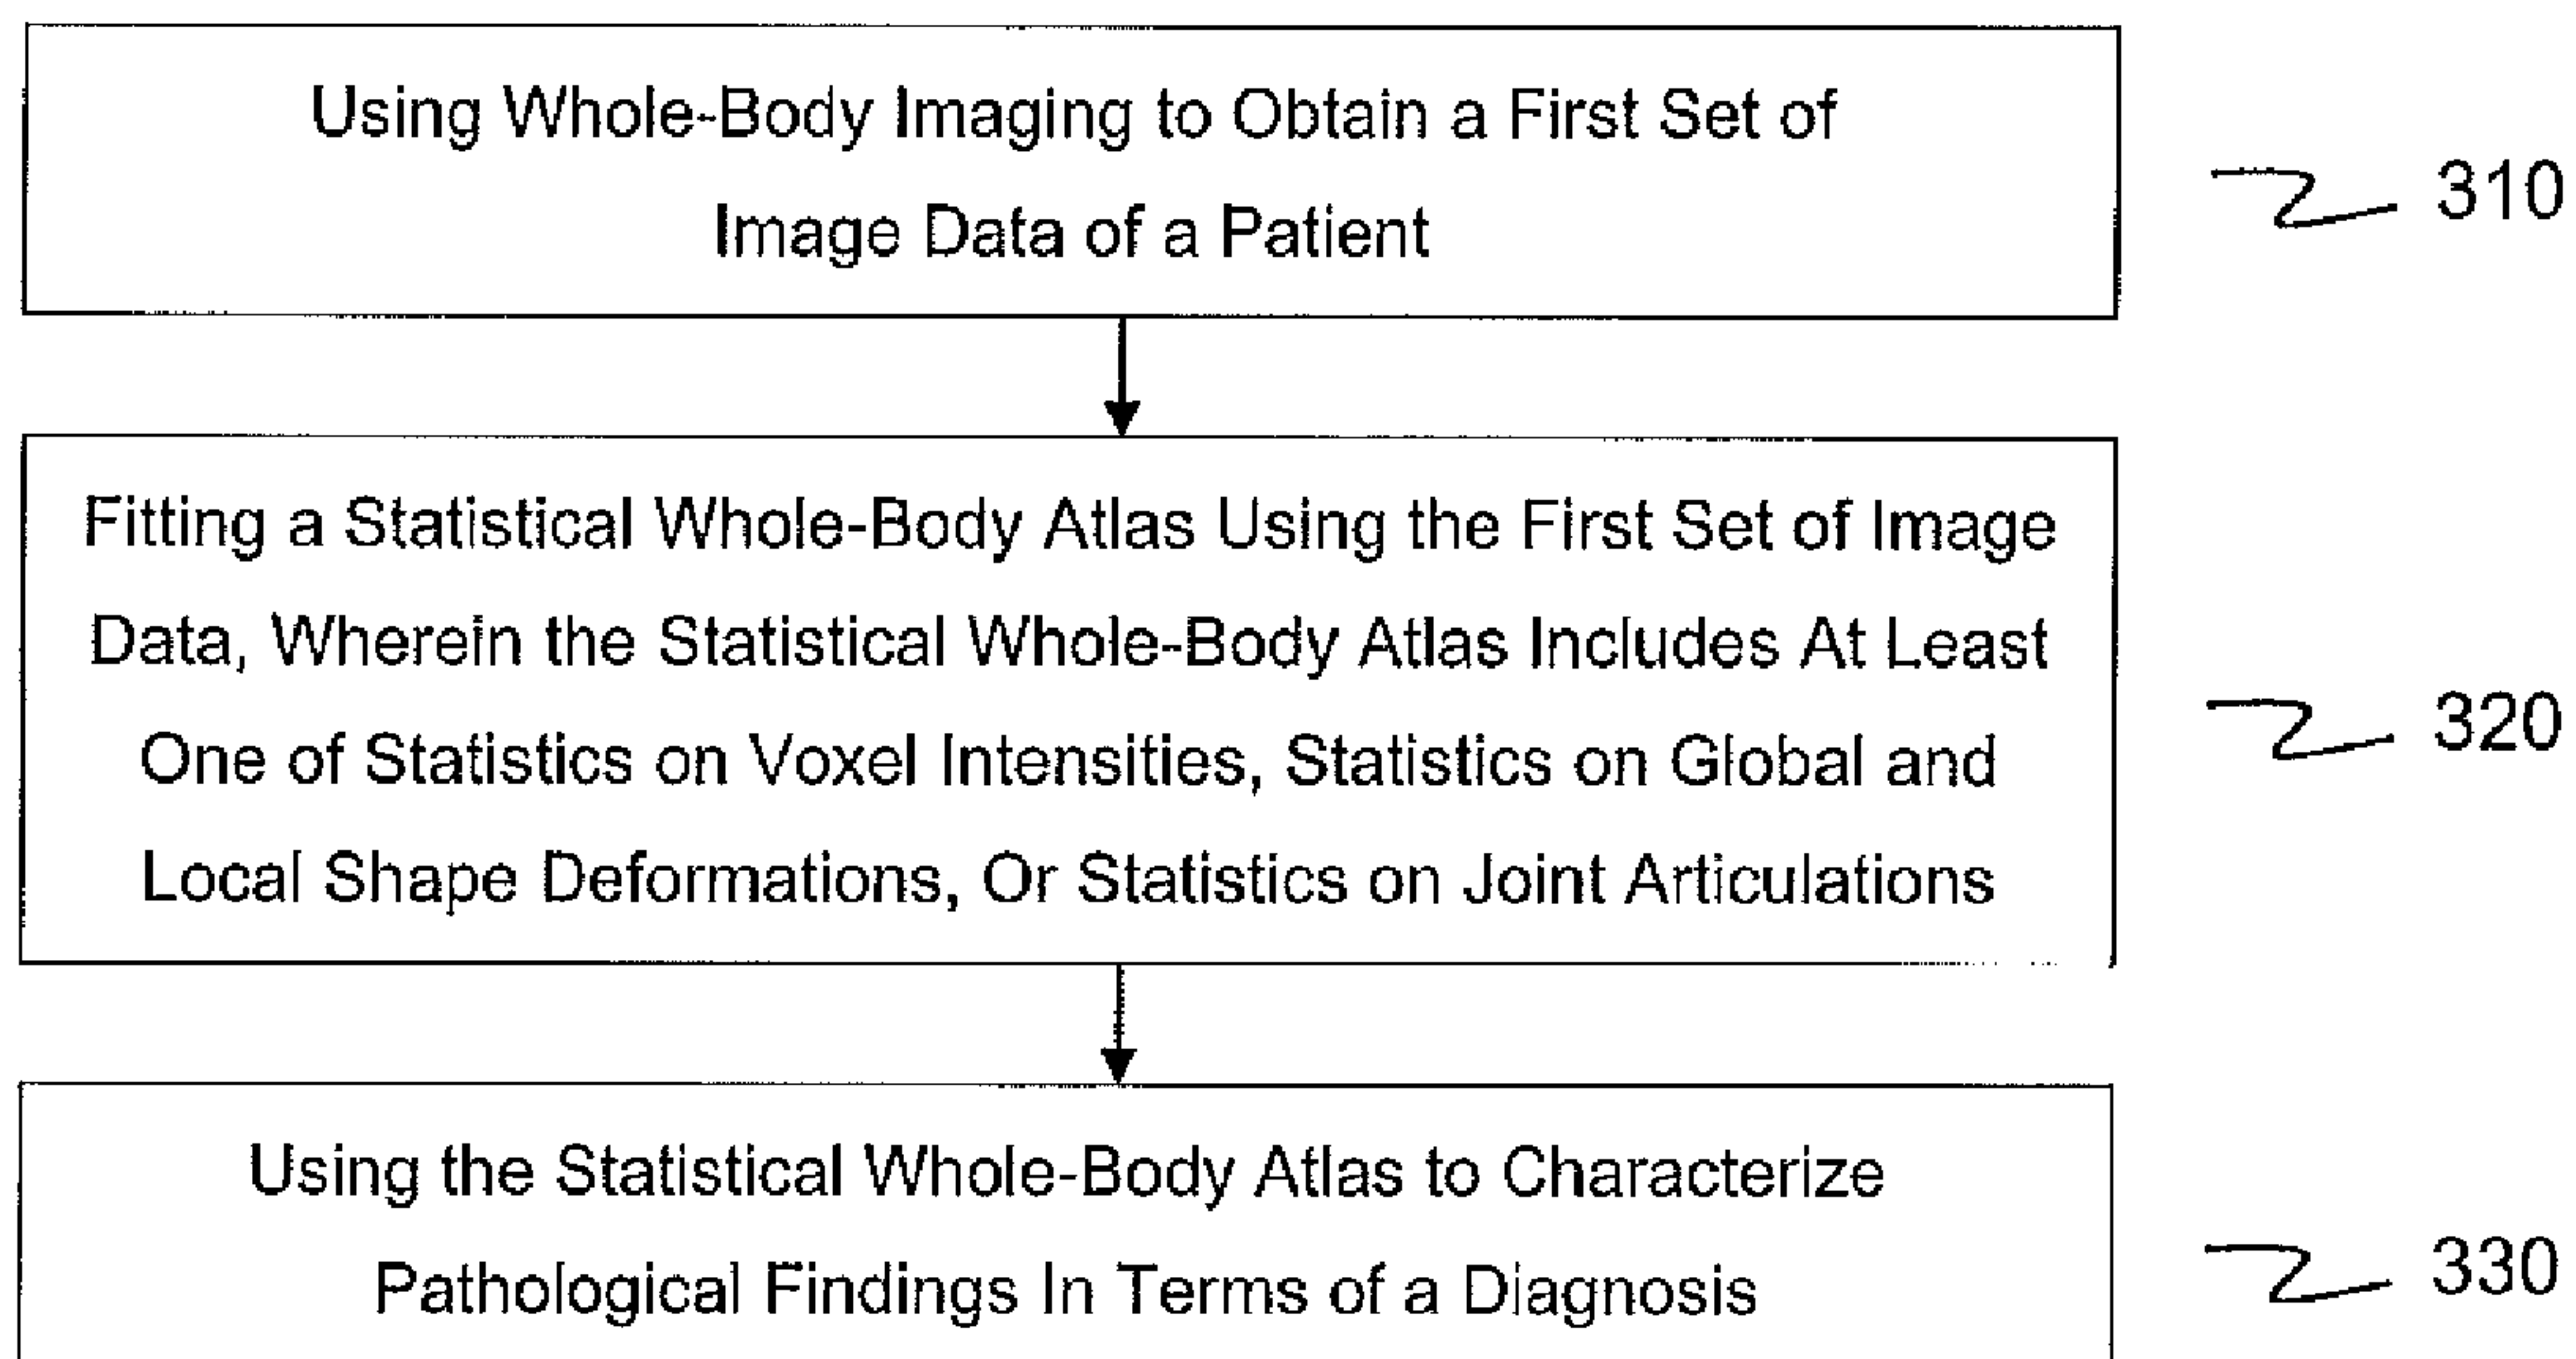 Using Whole-Body Imaging to Obtain a First Set of
Image Data of a Patient
310
Fitting a Statistical Whole-Body Atlas Using the First Set of Image
Data, Wherein the Statistical Whole-Body Atlas Includes At Least
One of Statistics on Voxel Intensities, Statistics on Global and
Local Shape Deformations, Or Statistics on Joint Articulations
320
Using the Statistical Whole-Body Atlas to Characterize
Pathological Findings In Terms of a Diagnosis
330